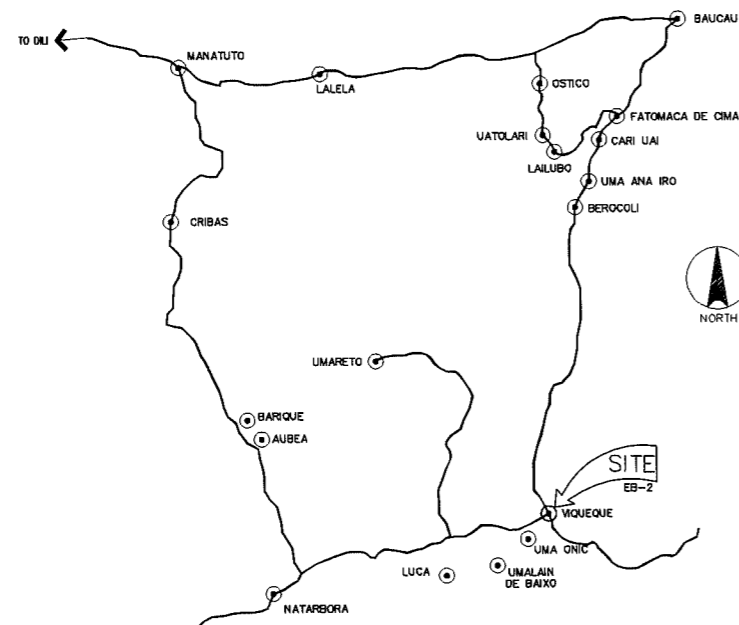 BAUCAU
TO DILI
MANATUTO
LALELA
OSTICO
FATOMACA DE CIMA
UATOLARI
CARI UAI
LAILUBO
UMA ANA IRO
BEROCOLI
CRIBAS
NORTH
UMARETO
BARIQUE
AUBEA
SITE
EB-2
VIQUEQUE
UMA ONIC
LUCA
UMALAIN
DE BAIXO
NATARBORA